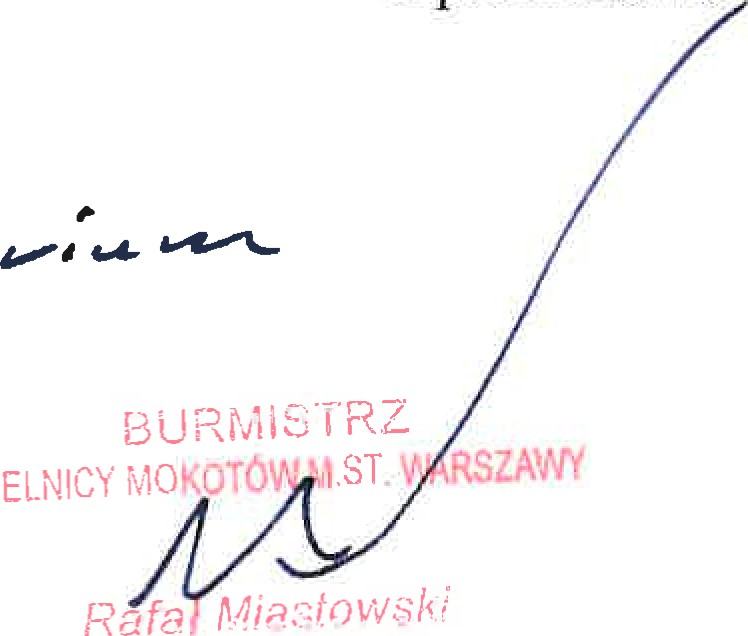 BURMISTRZ
ELNICY MOKOTÓW M.ST. WARSZAWY
Rafał Miastowski